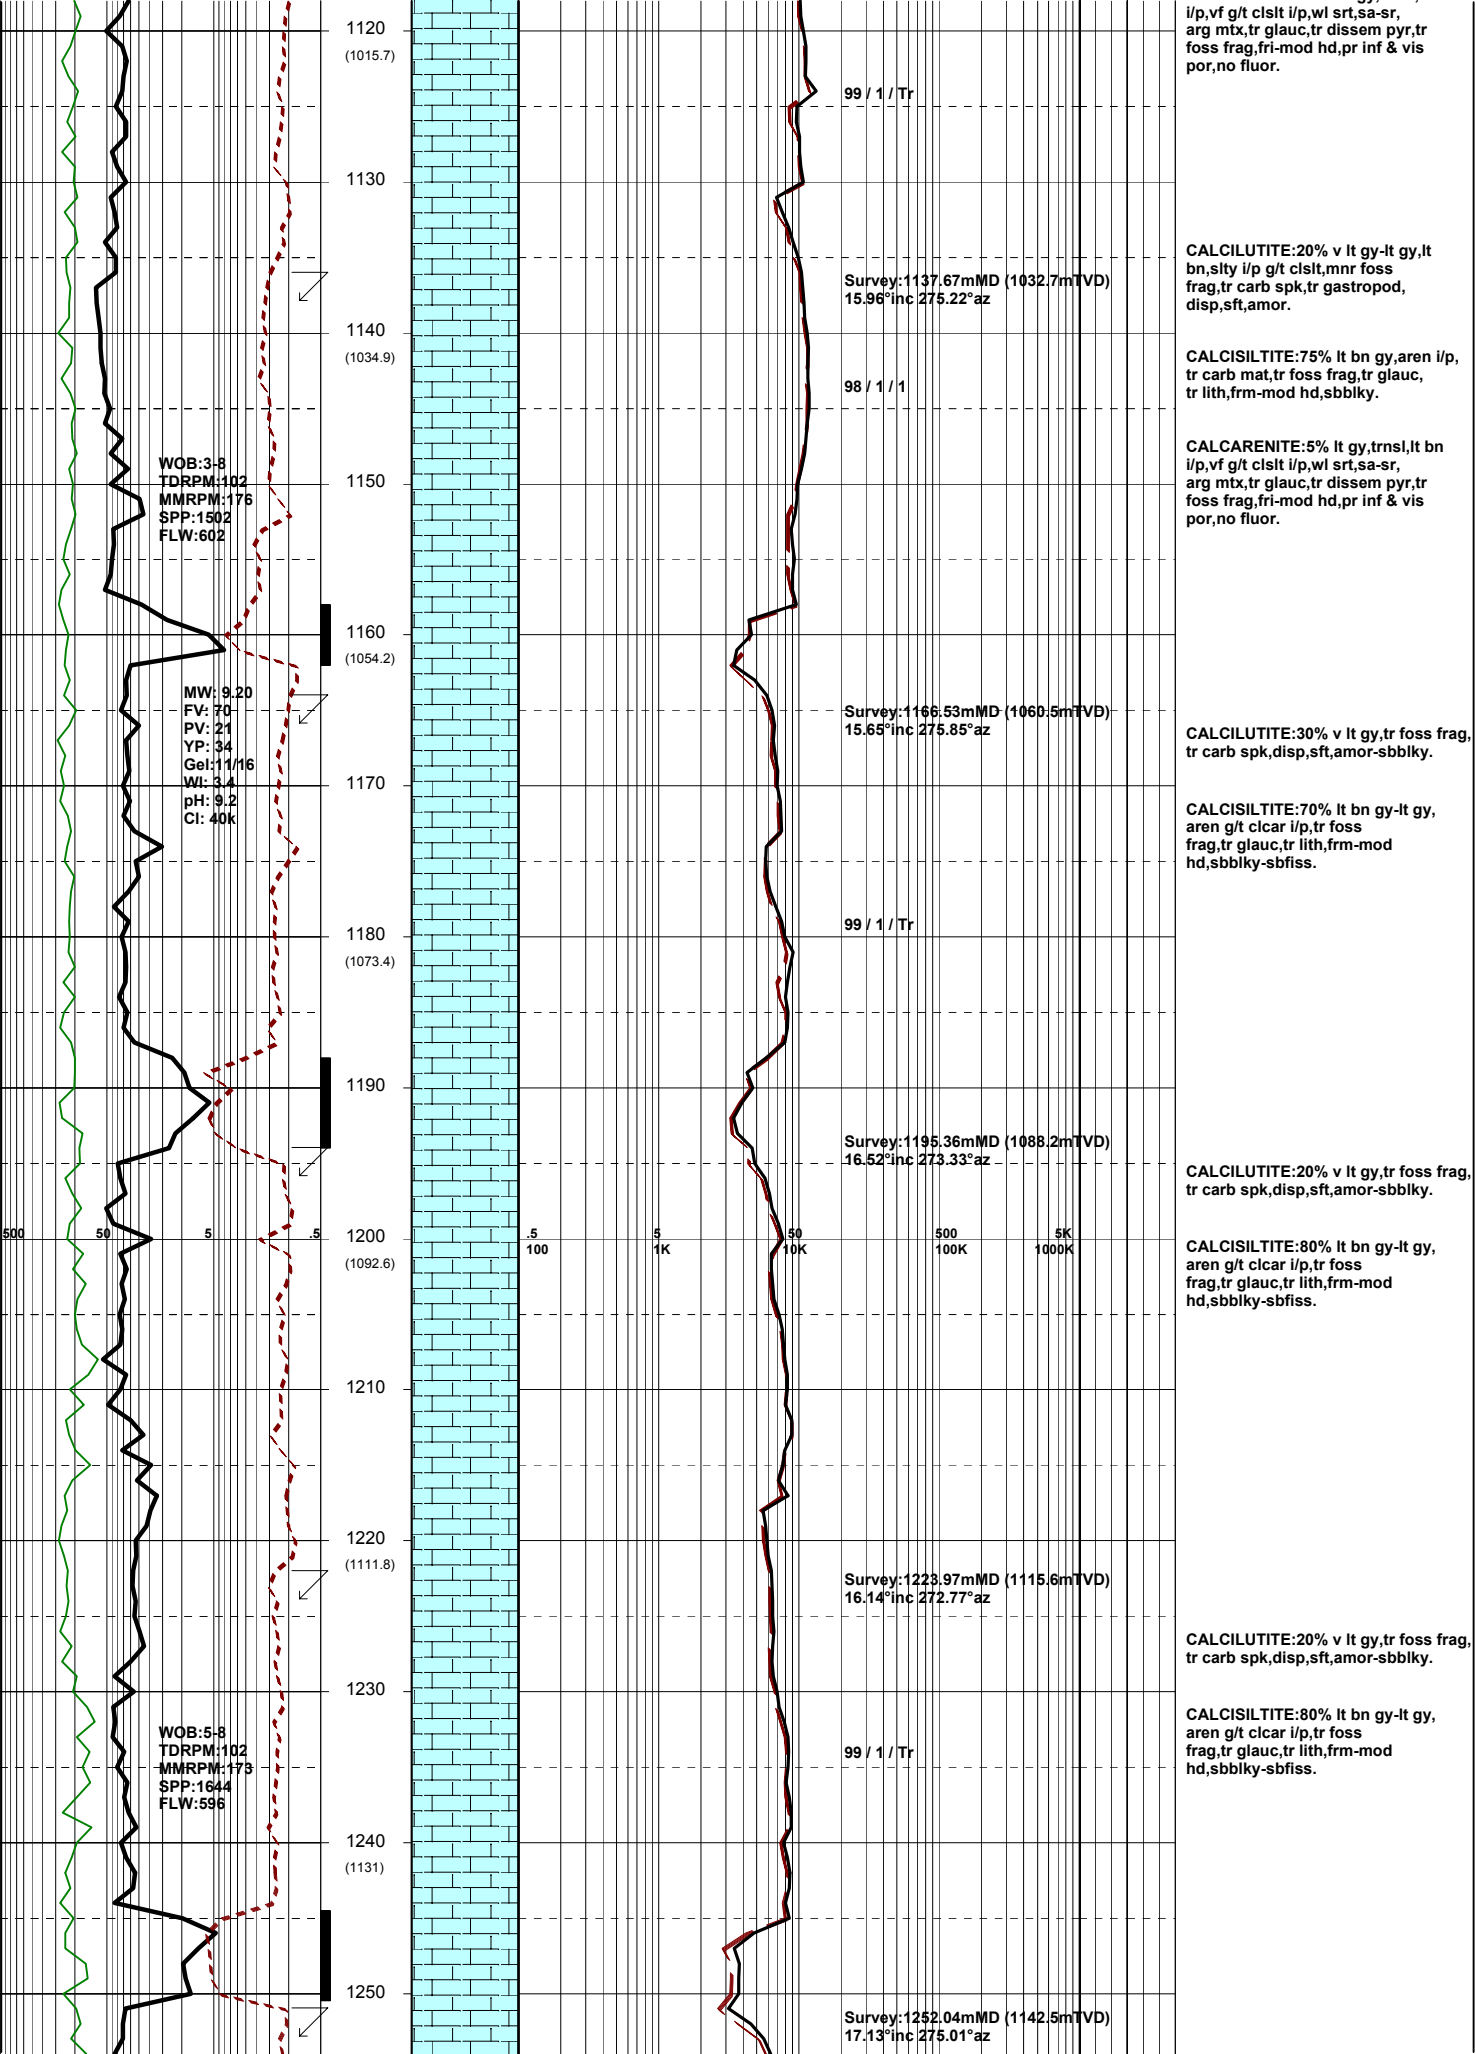 i/p,vf g/t clslt i/p,wl srt,sa-sr,
arg mtx,tr glauc,tr dissem pyr,tr
foss frag,fri-mod hd,pr inf & vis
por,no fluor.
1120
(1015.7)
99 / 1 / Tr
1130
CALCILUTITE:20% v lt gy-lt gy,lt
bn,slty i/p g/t clslt,mnr foss
frag,tr carb spk,tr gastropod,
disp,sft,amor.
Survey:1137.67mMD (1032.7mTVD)
15.96°inc 275.22°az
1140
(1034.9)
CALCISILTITE:75% lt bn gy,aren i/p,
tr carb mat,tr foss frag,tr glauc,
tr lith,frm-mod hd,sbblky.
98 / 1 / 1
CALCARENITE:5% lt gy,trnsl,lt bn
i/p,vf g/t clslt i/p,wl srt,sa-sr,
arg mtx,tr glauc,tr dissem pyr,tr
foss frag,fri-mod hd,pr inf & vis
por,no fluor.
WOB:3-8
TDRPM:102
MMRPM:176
SPP:1502
FLW:602
1150
1160
(1054.2)
MW: 9.20
FV: 70
PV: 21
YP: 34
Gel:11/16
Wl: 3.4
pH: 9.2
Cl: 40k
Survey:1166.53mMD (1060.5mTVD)
15.65°inc 275.85°az
CALCILUTITE:30% v lt gy,tr foss frag,
tr carb spk,disp,sft,amor-sbblky.
1170
CALCISILTITE:70% lt bn gy-lt gy,
aren g/t clcar i/p,tr foss
frag,tr glauc,tr lith,frm-mod
hd,sbblky-sbfiss.
99 / 1 / Tr
1180
(1073.4)
1190
Survey:1195.36mMD (1088.2mTVD)
16.52°inc 273.33°az
CALCILUTITE:20% v lt gy,tr foss frag,
tr carb spk,disp,sft,amor-sbblky.
500 50 5 .5 1200 .5 5 50 500 5K
(1092.6) 100 1K 10K 100K 1000K
CALCISILTITE:80% lt bn gy-lt gy,
aren g/t clcar i/p,tr foss
frag,tr glauc,tr lith,frm-mod
hd,sbblky-sbfiss.
1210
1220
(1111.8)
Survey:1223.97mMD (1115.6mTVD)
16.14°inc 272.77°az
CALCILUTITE:20% v lt gy,tr foss frag,
tr carb spk,disp,sft,amor-sbblky.
1230
CALCISILTITE:80% lt bn gy-lt gy,
aren g/t clcar i/p,tr foss
frag,tr glauc,tr lith,frm-mod
hd,sbblky-sbfiss.
WOB:5-8
TDRPM:102
MMRPM:173
SPP:1644
FLW:596
99 / 1 / Tr
1240
(1131)
1250
Survey:1252.04mMD (1142.5mTVD)
17.13°inc 275.01°az